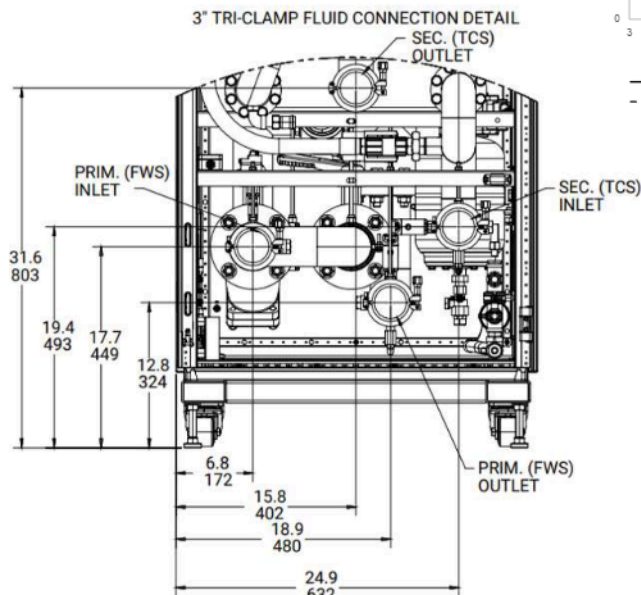 3" TRI-CLAMP FLUID CONNECTION DETAIL
0
3
SEC. (TCS)
OUTLET
PRIM. (FWS)
INLET
SEC. (TCS)
INLET
31.6
803
19.4
493
17.7
449
12.8
324
6.8
172
PRIM. (FWS)
OUTLET
15.8
402
18.9
480
24.9
632